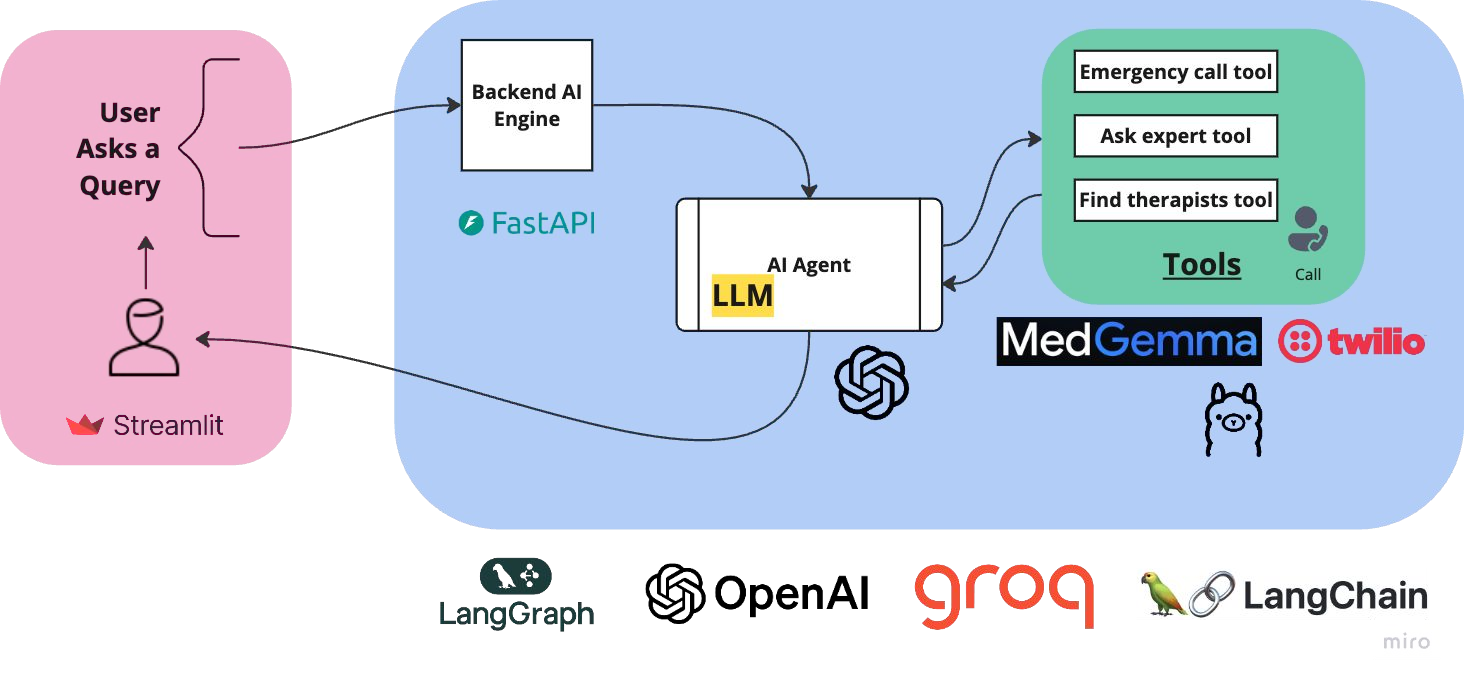 User
Asks a
Query
Streamlit
Backend AI
Engine
FastAPI
AI Agent
LLM
Emergency call tool
Ask expert tool
Find therapists tool
Tools
Call
MedGemma
twilio
LangGraph
OpenAI
groq
LangChain
miro